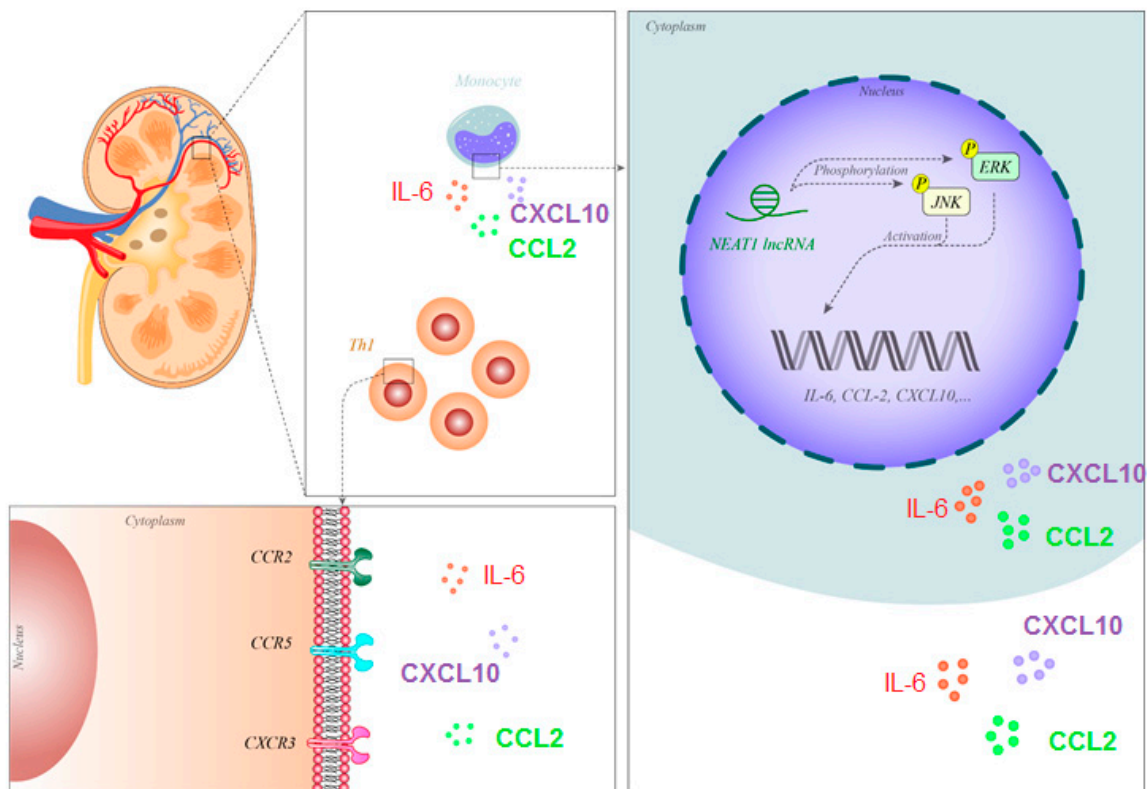 Monocyte
IL-6
CXCL10
CCL2
Th1
Cytoplasm
Nucleus
Phosphorylation
P
ERK
P
JNK
NEAT1 lncRNA
Activation
IL-6, CCL-2, CXCL10,...
CXCL10
IL-6
CCL2
CXCL10
IL-6
CCL2
Cytoplasm
Nucleus
CCR2
IL-6
CCR5
CXCL10
CXCR3
CCL2